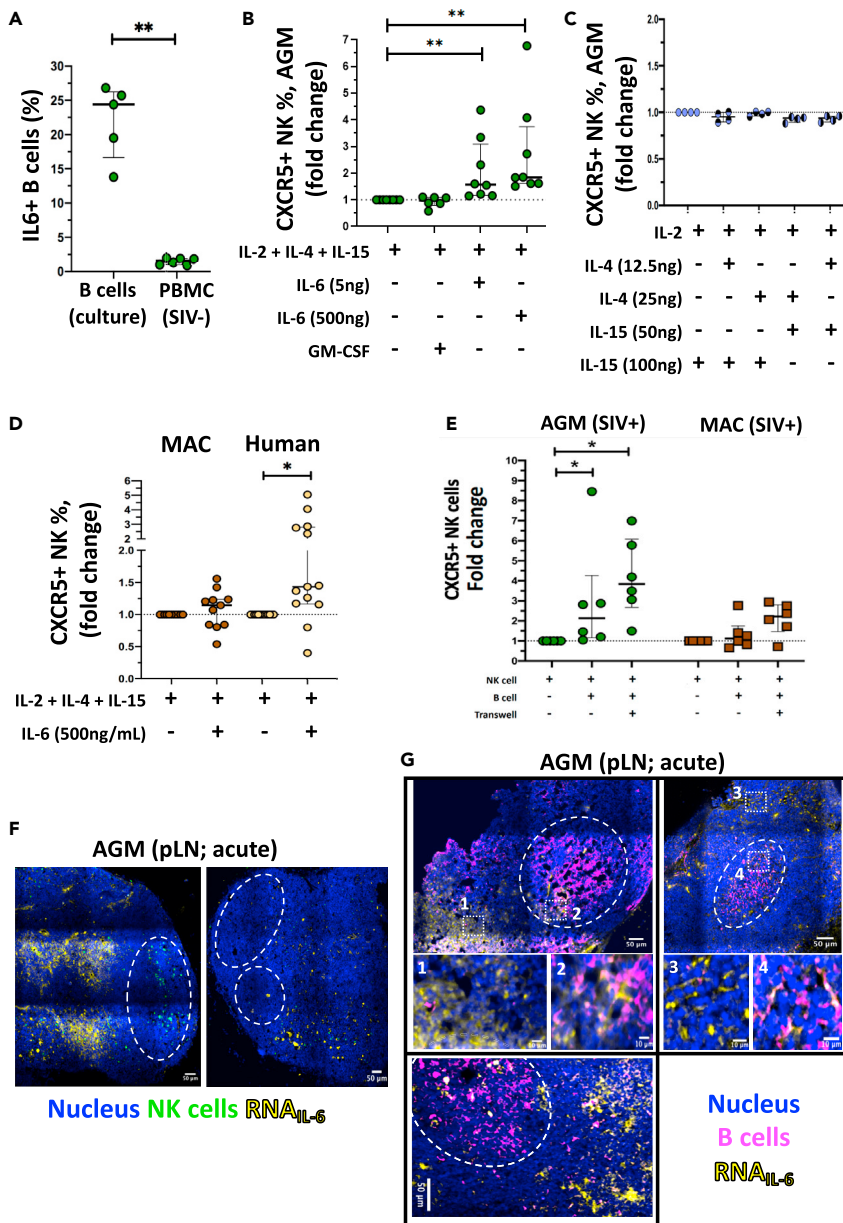 A
**
IL6+ B cells (%)
30
25
20
15
10
5
0
B cells
(culture)
PBMC
(SIV-)
B
**
**
CXCR5+ NK %, AGM
(fold change)
7
6
5
4
3
2
1
0
IL-2 + IL-4 + IL-15 + + + +
IL-6 (5ng) - - + -
IL-6 (500ng) - - - +
GM-CSF - + - -
C
CXCR5+ NK %, AGM
(fold change)
2.0
1.5
1.0
0.5
0.0
IL-2 + + + + +
IL-4 (12.5ng) - + - - +
IL-4 (25ng) - - + + -
IL-15 (50ng) - - - + +
IL-15 (100ng) + + + - -
D
MAC Human
*
CXCR5+ NK %,
(fold change)
6
5
4
3
2
2.0
1.5
1.0
0.5
0.0
IL-2 + IL-4 + IL-15 + + + +
IL-6 (500ng/mL) - + - +
E
AGM (SIV+) MAC (SIV+)
*
*
CXCR5+ NK cells
Fold change
10
9
8
7
6
5
4
3
2
1
0
NK cell + + + + + +
B cell - + + - + +
Transwell - - + - - +
F
AGM (pLN; acute)
50 µm
50 µm
Nucleus NK cells RNAIL-6
G
AGM (pLN; acute)
1
2
50 µm
3
4
50 µm
1
2
10 µm
3
10 µm
4
10 µm
50 µm
Nucleus
B cells
RNAIL-6